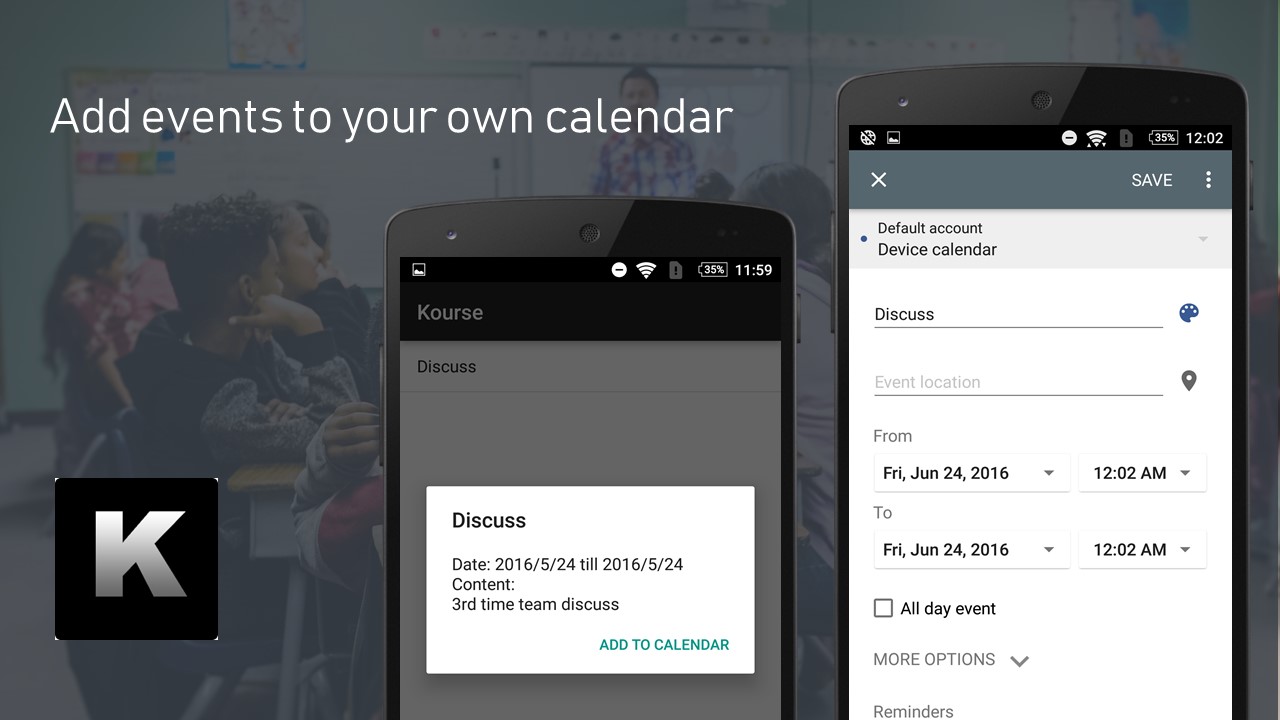 Add events to your own calendar
35% 11:59
Kourse
Discuss
Discuss
Date: 2016/5/24 till 2016/5/24
Content:
3rd time team discuss
ADD TO CALENDAR
K
35% 12:02
SAVE
Default account
Device calendar
Discuss
Event location
From
Fri, Jun 24, 2016 12:02 AM
To
Fri, Jun 24, 2016 12:02 AM
All day event
MORE OPTIONS
Reminders